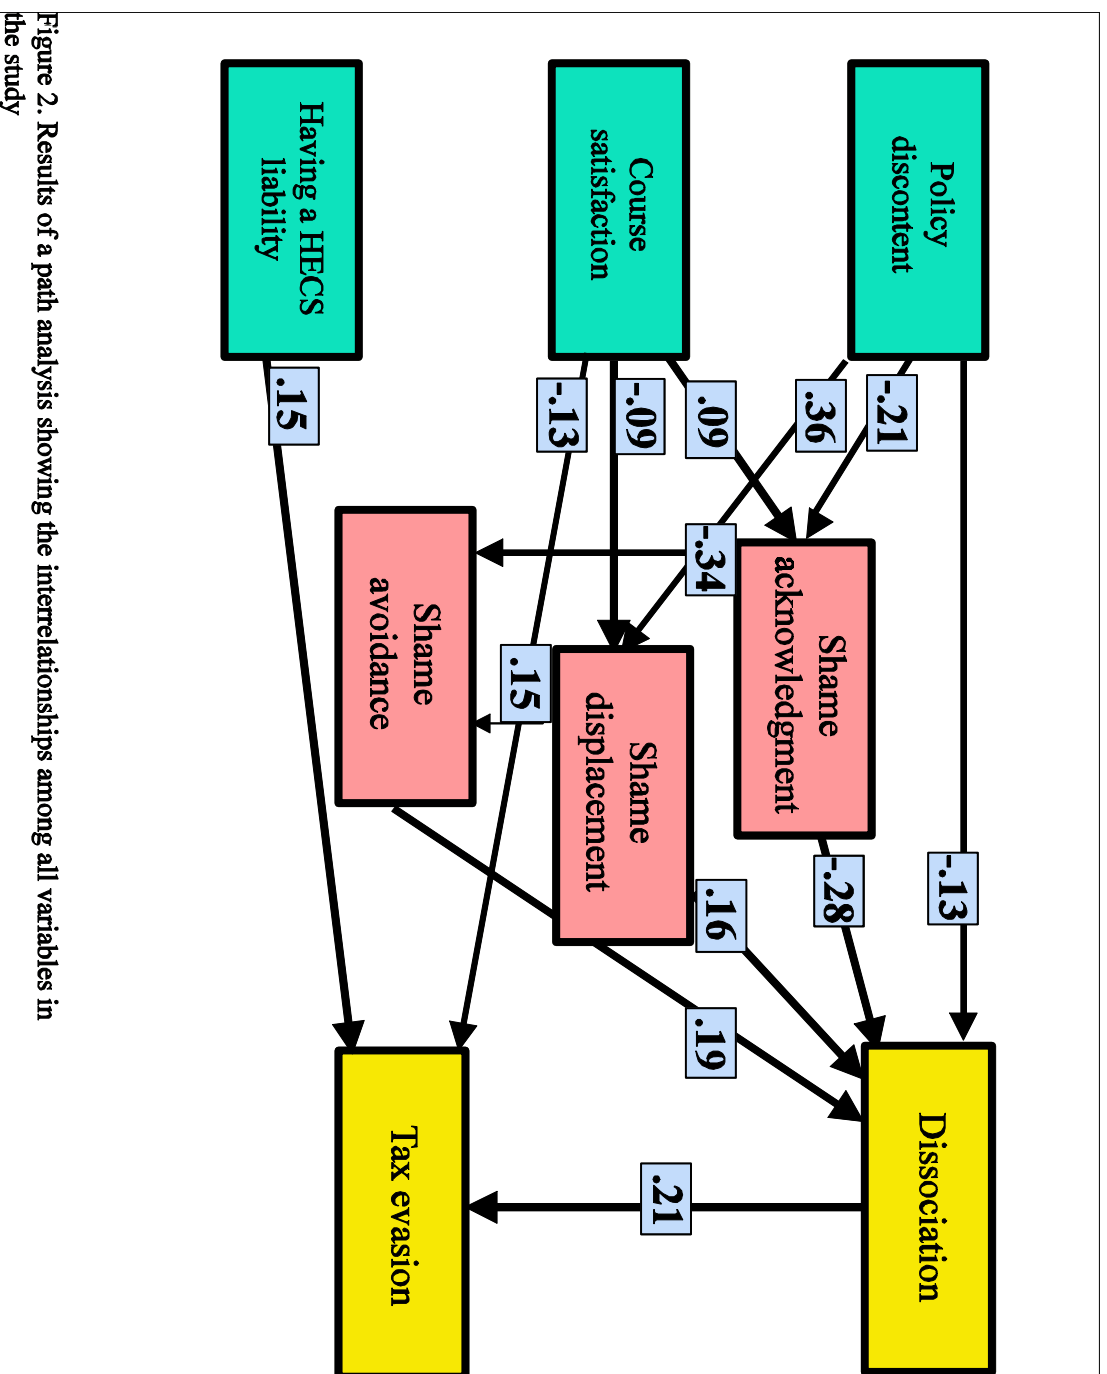 Policy
discontent
-.13
Dissociation
-.21
.36
Shame
acknowledgment
-.28
Course
satisfaction
.09
-.09
-.13
-.34
Shame
displacement
.16
.19
.15
.21
Shame
avoidance
Having a HECS
liability
.15
Tax evasion
Figure 2. Results of a path analysis showing the interrelationships among all variables in
the study